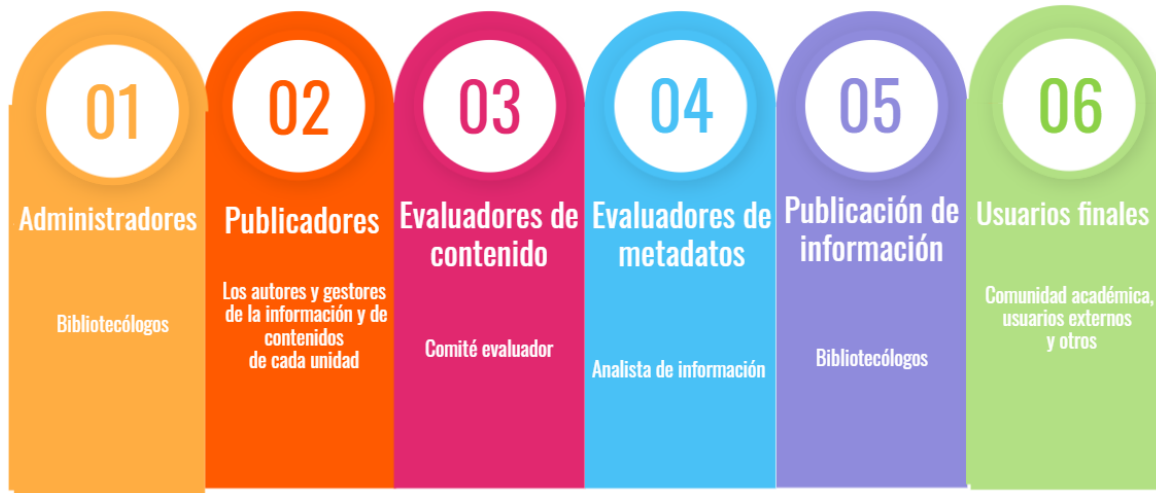 01
Administradores
Bibliotecólogos
02
Publicadores
Los autores y gestores
de la información y de
contenidos
de cada unidad
03
Evaluadores de
contenido
Comité evaluador
04
Evaluadores de
metadatos
Analista de información
05
Publicación de
información
Bibliotecólogos
06
Usuarios finales
Comunidad académica,
usuarios externos
y otros